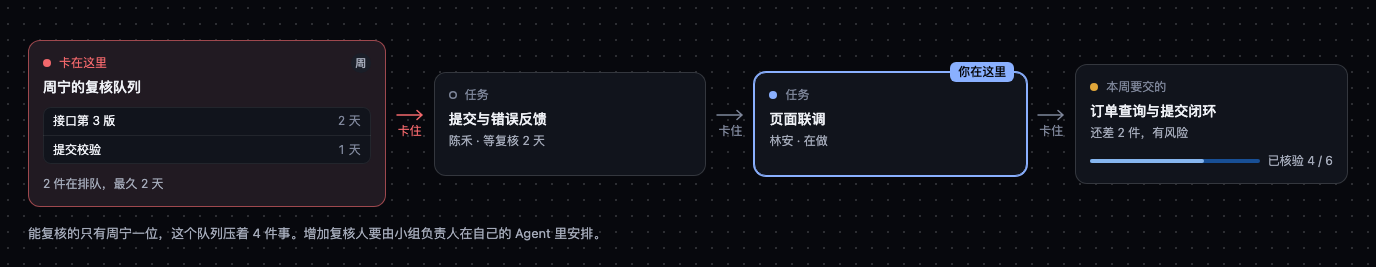 卡在这里
周
周宁的复核队列
接口第 3 版 2 天
提交校验 1 天
2 件在排队，最久 2 天
卡住
任务
提交与错误反馈
陈禾 · 等复核 2 天
卡住
你在这里
任务
页面联调
林安 · 在做
卡住
本周要交的
订单查询与提交闭环
还差 2 件，有风险
已核验 4 / 6
能复核的只有周宁一位，这个队列压着 4 件事。增加复核人要由小组负责人在自己的 Agent 里安排。